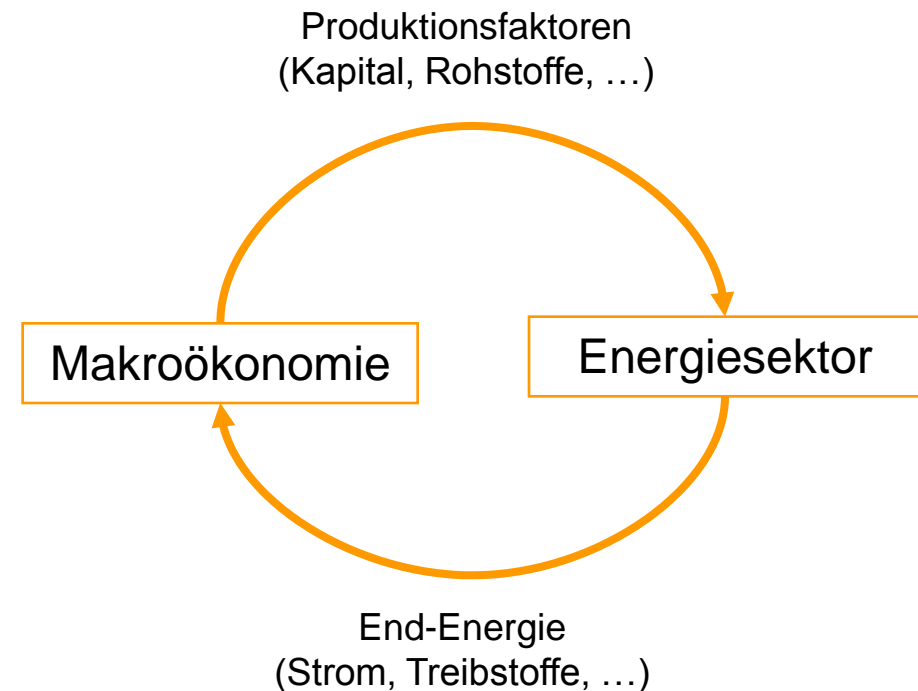 Produktionsfaktoren
(Kapital, Rohstoffe, …)
Makroökonomie
Energiesektor
End-Energie
(Strom, Treibstoffe, …)